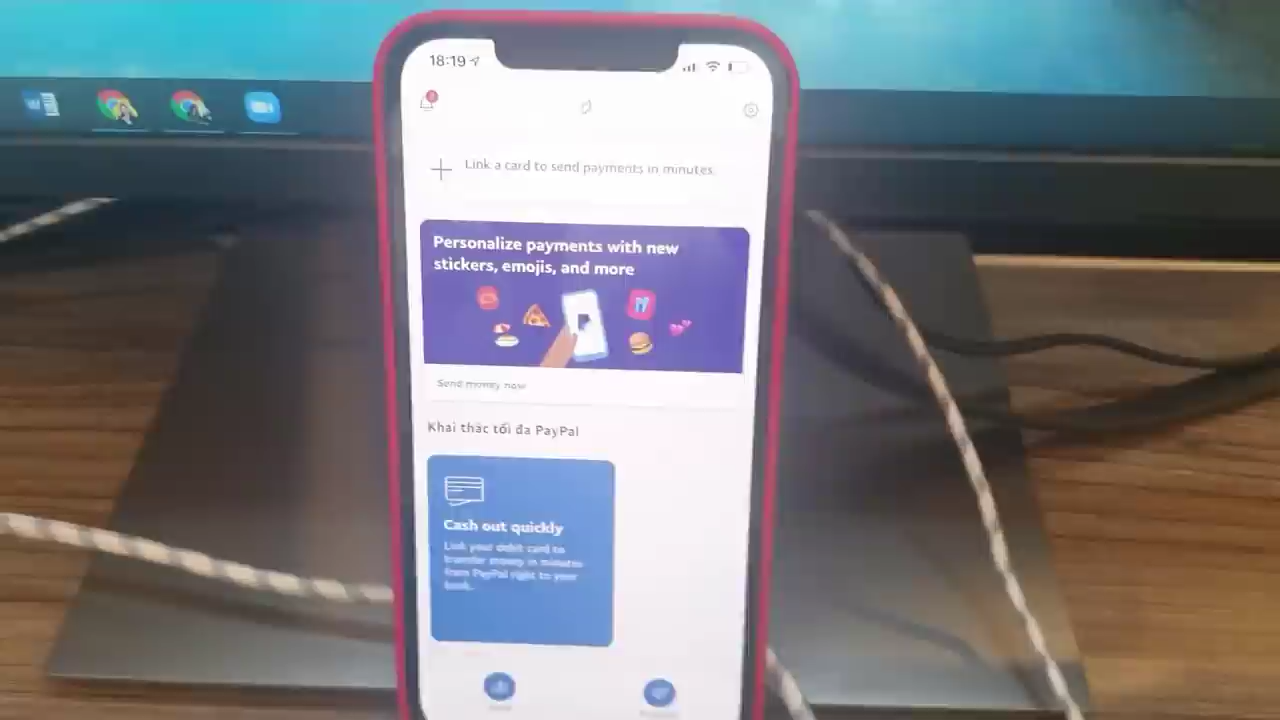 18:19
Link a card to send payments in minutes.
Personalize payments with new
stickers, emojis, and more
Send money now
Khai thác tối đa PayPal
Cash out quickly
Link your debit card to
transfer money in minutes
from PayPal right to your
bank.